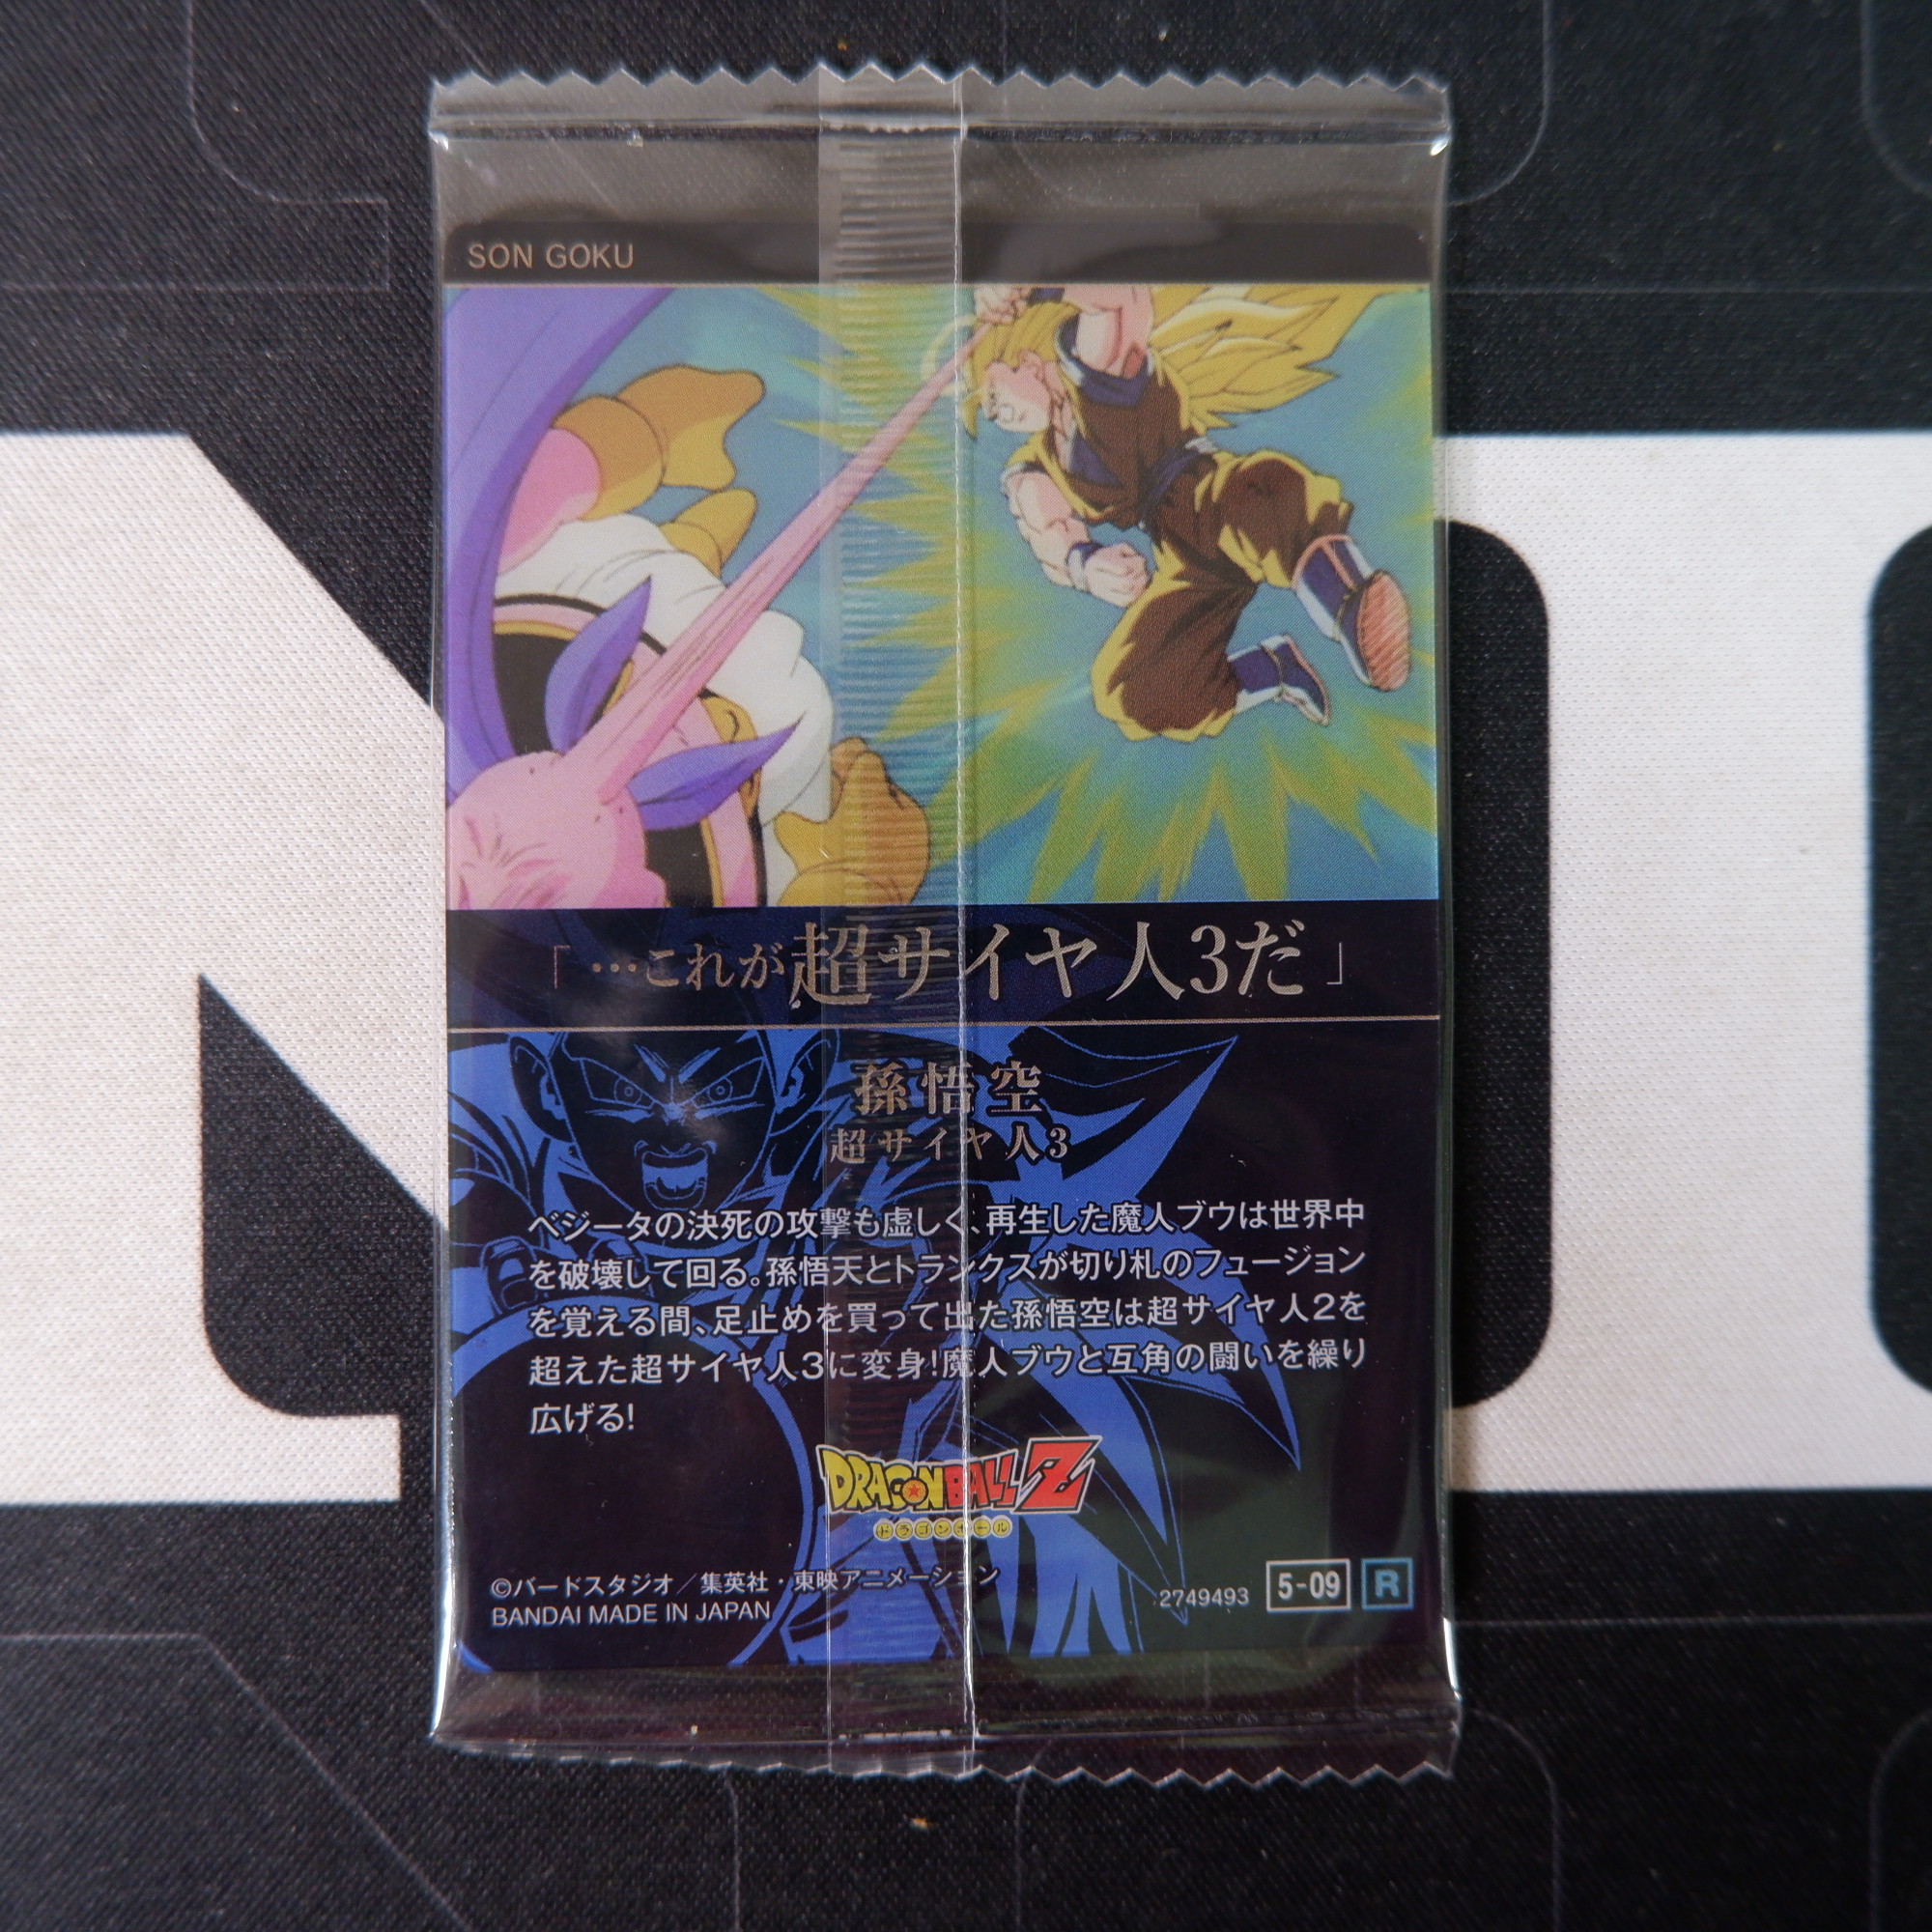 SON GOKU
「…これが超サイヤ人3だ」
孫悟空
超サイヤ人3
ベジータの決死の攻撃も虚しく、再生した魔人ブウは世界中
を破壊して回る。孫悟天とトランクスが切り札のフュージョン
を覚える間、足止めを買って出た孫悟空は超サイヤ人2を
超えた超サイヤ人3に変身!魔人ブウと互角の闘いを繰り
広げる!
DRAGONBALL Z
ドラゴンボール
©バードスタジオ/集英社・東映アニメーション
BANDAI MADE IN JAPAN
2749493 5-09 R